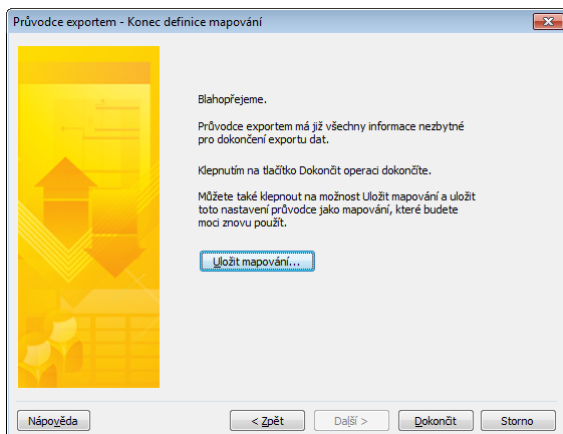 Průvodce exportem - Konec definice mapování
Blahopřejeme.
Průvodce exportem má již všechny informace nezbytné
pro dokončení exportu dat.
Klepnutím na tlačítko Dokončit operaci dokončíte.
Můžete také klepnout na možnost Uložit mapování a uložit
toto nastavení průvodce jako mapování, které budete
moci znovu použít.
Uložit mapování...
Nápověda
< Zpět
Další >
Dokončit
Storno